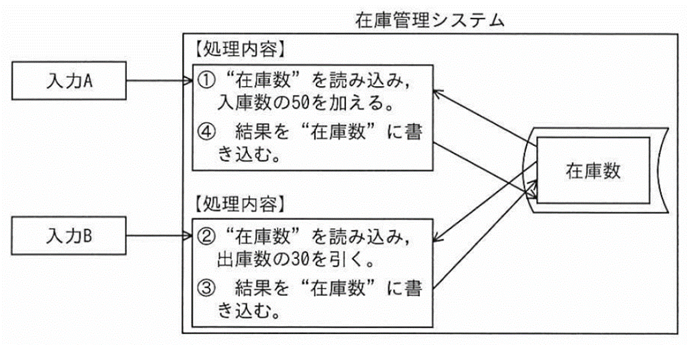 在庫管理システム
【処理内容】
入力A
① “在庫数”を読み込み,
入庫数の50を加える。
④ 結果を“在庫数”に書
き込む。
在庫数
【処理内容】
入力B
② “在庫数”を読み込み,
出庫数の30を引く。
③ 結果を“在庫数”に書
き込む。